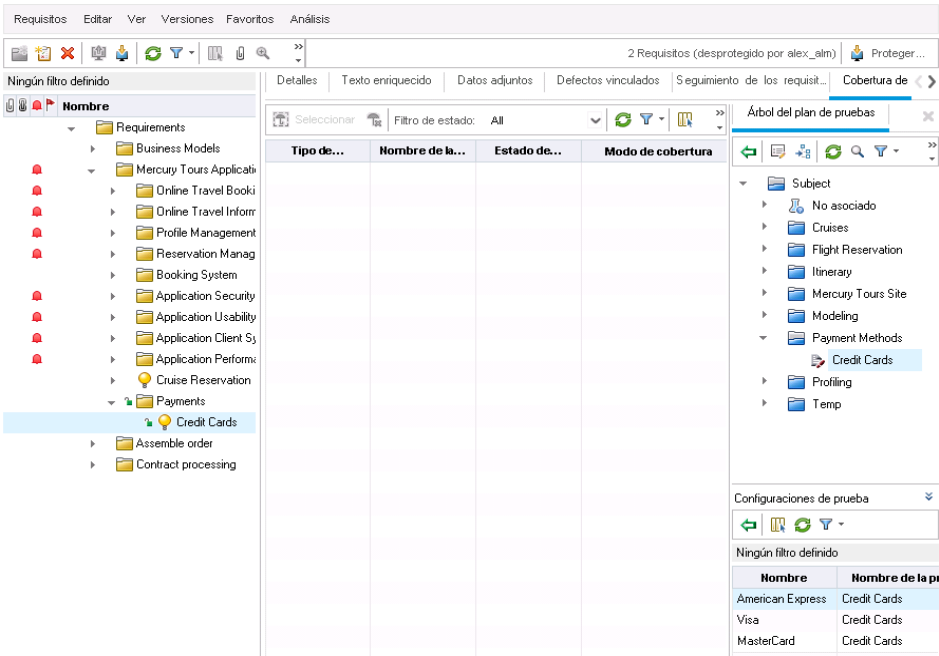 Requisitos Editar Ver Versiones Favoritos Análisis
» 2 Requisitos (desprotegido por alex_alm) Proteger...
Ningún filtro definido
Nombre
Requirements
Business Models
Mercury Tours Applicati
Online Travel Booki
Online Travel Inform
Profile Management
Reservation Manag
Booking System
Application Security
Application Usability
Application Client Sy
Application Performa
Cruise Reservation
Payments
Credit Cards
Assemble order
Contract processing
Detalles Texto enriquecido Datos adjuntos Defectos vinculados Seguimiento de los requisit... Cobertura de
Seleccionar Filtro de estado: All »
Tipo de... Nombre de la... Estado de... Modo de cobertura
Árbol del plan de pruebas
»
Subject
No asociado
Cruises
Flight Reservation
Itinerary
Mercury Tours Site
Modeling
Payment Methods
Credit Cards
Profiling
Temp
Configuraciones de prueba
Ningún filtro definido
Nombre Nombre de la pr
American Express Credit Cards
Visa Credit Cards
MasterCard Credit Cards